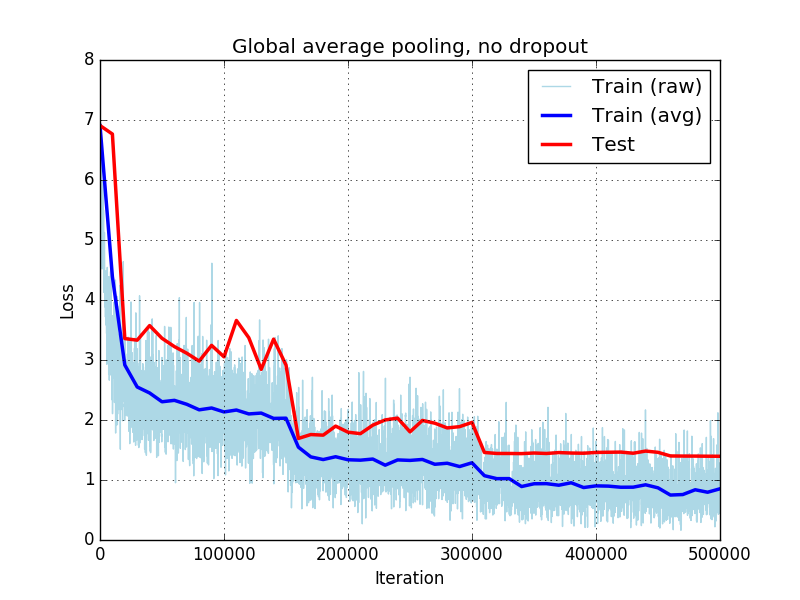 Global average pooling, no dropout
8
7
6
5
4
3
2
1
0
Loss
Train (raw)
Train (avg)
Test
0 100000 200000 300000 400000 500000
Iteration